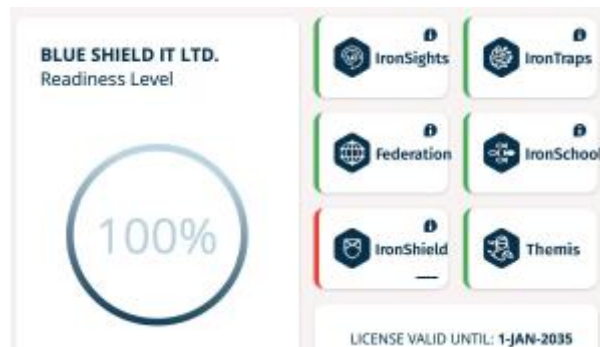 BLUE SHIELD IT LTD.
Readiness Level
100%
IronSights
IronTraps
Federation
IronSchool
IronShield
Themis
LICENSE VALID UNTIL: 1-JAN-2035